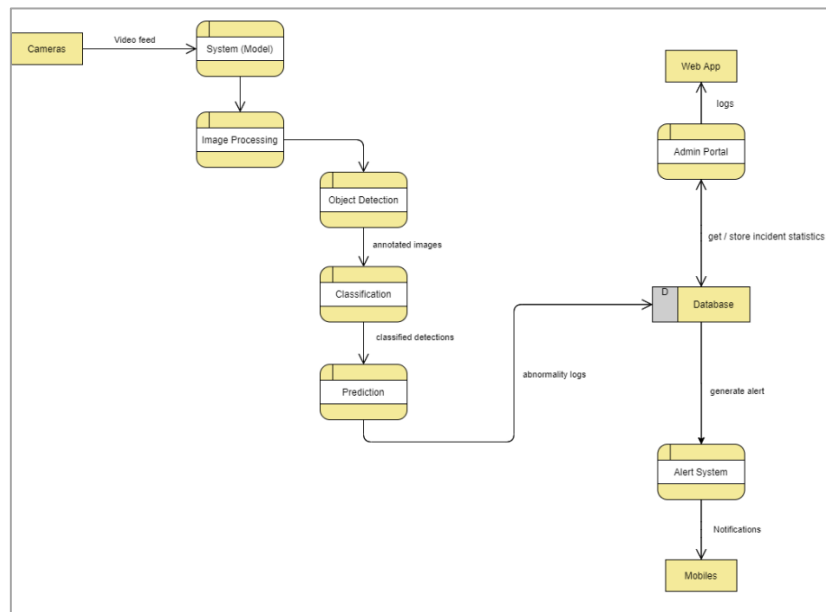 Cameras
Video feed
System (Model)
Image Processing
Object Detection
annotated images
Classification
classified detections
Prediction
abnormality logs
Web App
logs
Admin Portal
get / store incident statistics
D
Database
generate alert
Alert System
Notifications
Mobiles